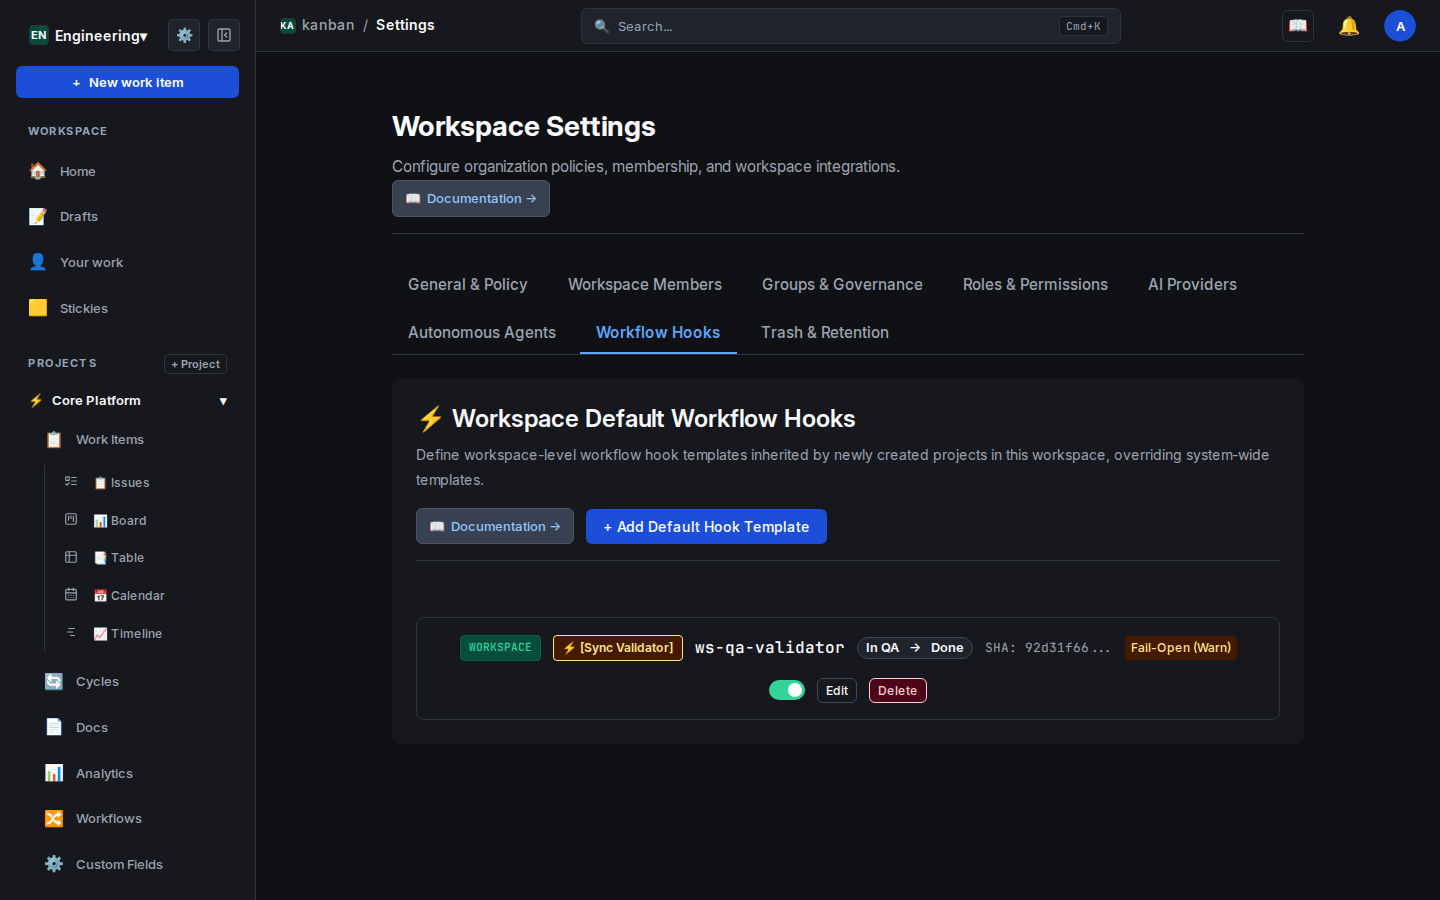 EN Engineering▾
+ New work item
WORKSPACE
Home
Drafts
Your work
Stickies
PROJECTS
+ Project
Core Platform ▾
Work Items
Issues
Board
Table
Calendar
Timeline
Cycles
Docs
Analytics
Workflows
Custom Fields
KA kanban / Settings
Search...
Cmd+K
A
Workspace Settings
Configure organization policies, membership, and workspace integrations.
Documentation →
General & Policy
Workspace Members
Groups & Governance
Roles & Permissions
AI Providers
Autonomous Agents
Workflow Hooks
Trash & Retention
⚡ Workspace Default Workflow Hooks
Define workspace-level workflow hook templates inherited by newly created projects in this workspace, overriding system-wide
templates.
Documentation →
+ Add Default Hook Template
WORKSPACE
⚡ [Sync Validator]
ws-qa-validator
In QA → Done
SHA: 92d31f66...
Fail-Open (Warn)
Edit
Delete